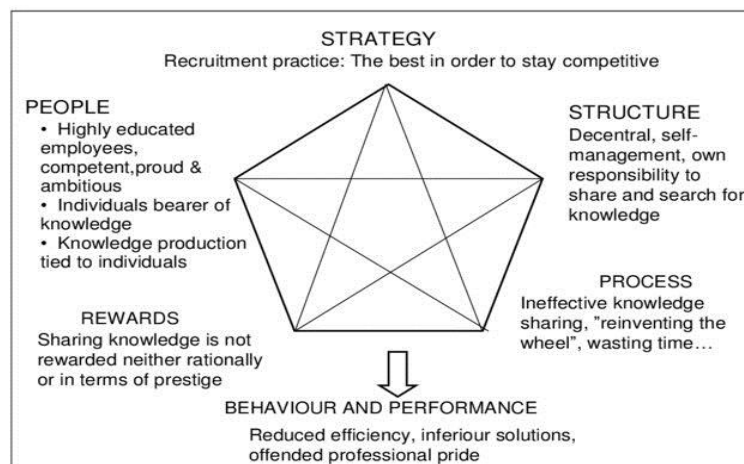 STRATEGY
Recruitment practice: The best in order to stay competitive
PEOPLE
• Highly educated
employees,
competent,proud &
ambitious
• Individuals bearer of
knowledge
• Knowledge production
tied to individuals
STRUCTURE
Decentral, self-
management, own
responsibility to
share and search for
knowledge
REWARDS
Sharing knowledge is not
rewarded neither rationally
or in terms of prestige
PROCESS
Ineffective knowledge
sharing, "reinventing the
wheel", wasting time…
BEHAVIOUR AND PERFORMANCE
Reduced efficiency, inferiour solutions,
offended professional pride